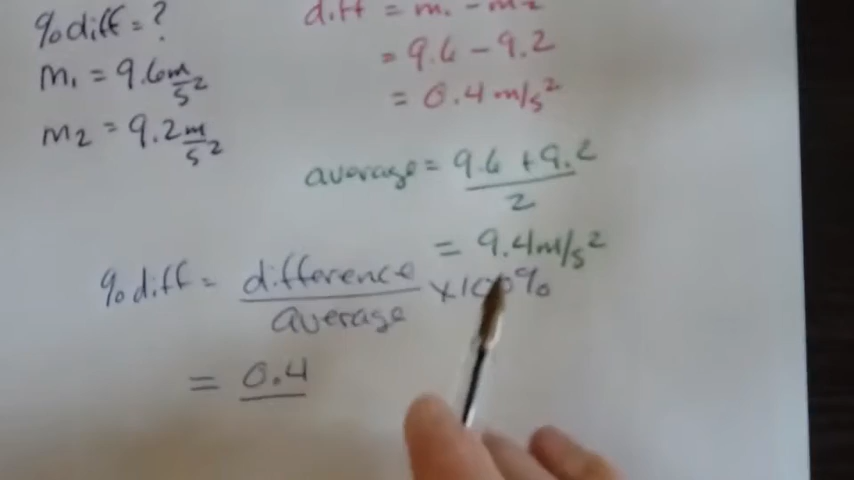 % diff = ?
m₁ = 9.6 m/s²
m₂ = 9.2 m/s²
diff = m₁ - m₂
= 9.6 - 9.2
= 0.4 m/s²
average = 9.6 + 9.2 / 2
= 9.4 m/s²
% diff = difference / average × 100%
= 0.4